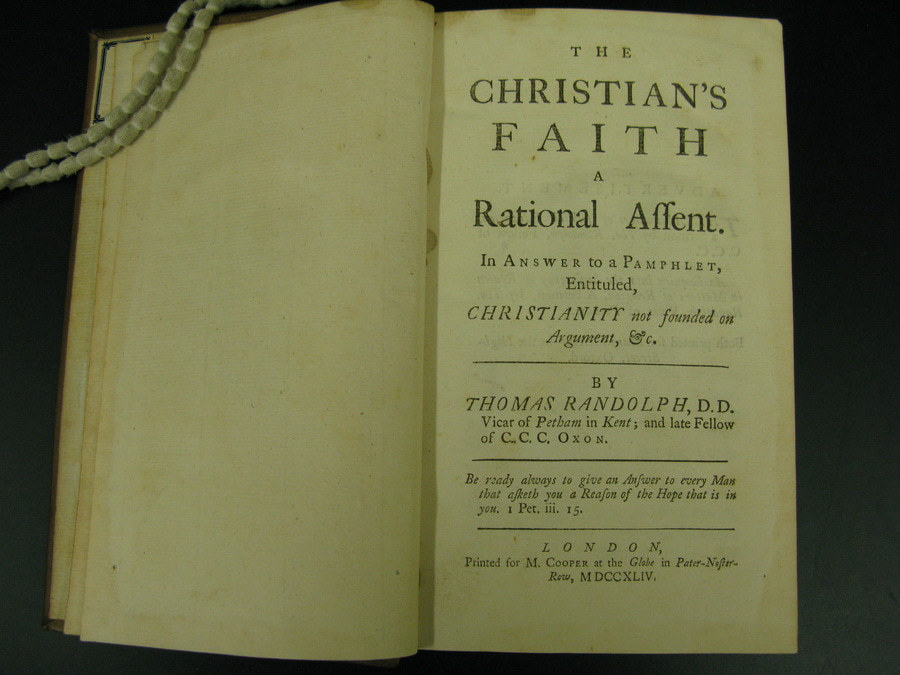 THE
CHRISTIAN'S
FAITH
A
Rational Aſſent.
In ANSWER to a PAMPHLET,
Entituled,
CHRISTIANITY not founded on
Argument, &c.
BY
THOMAS RANDOLPH, D.D.
Vicar of Petham in Kent; and late Fellow
of C. C. C. OXON.
Be ready always to give an Anſwer to every Man
that aſketh you a Reaſon of the Hope that is in
you. 1 Pet. iii. 15.
LONDON,
Printed for M. COOPER at the Globe in Pater-Noſter-
Row, M DCCXLIV.